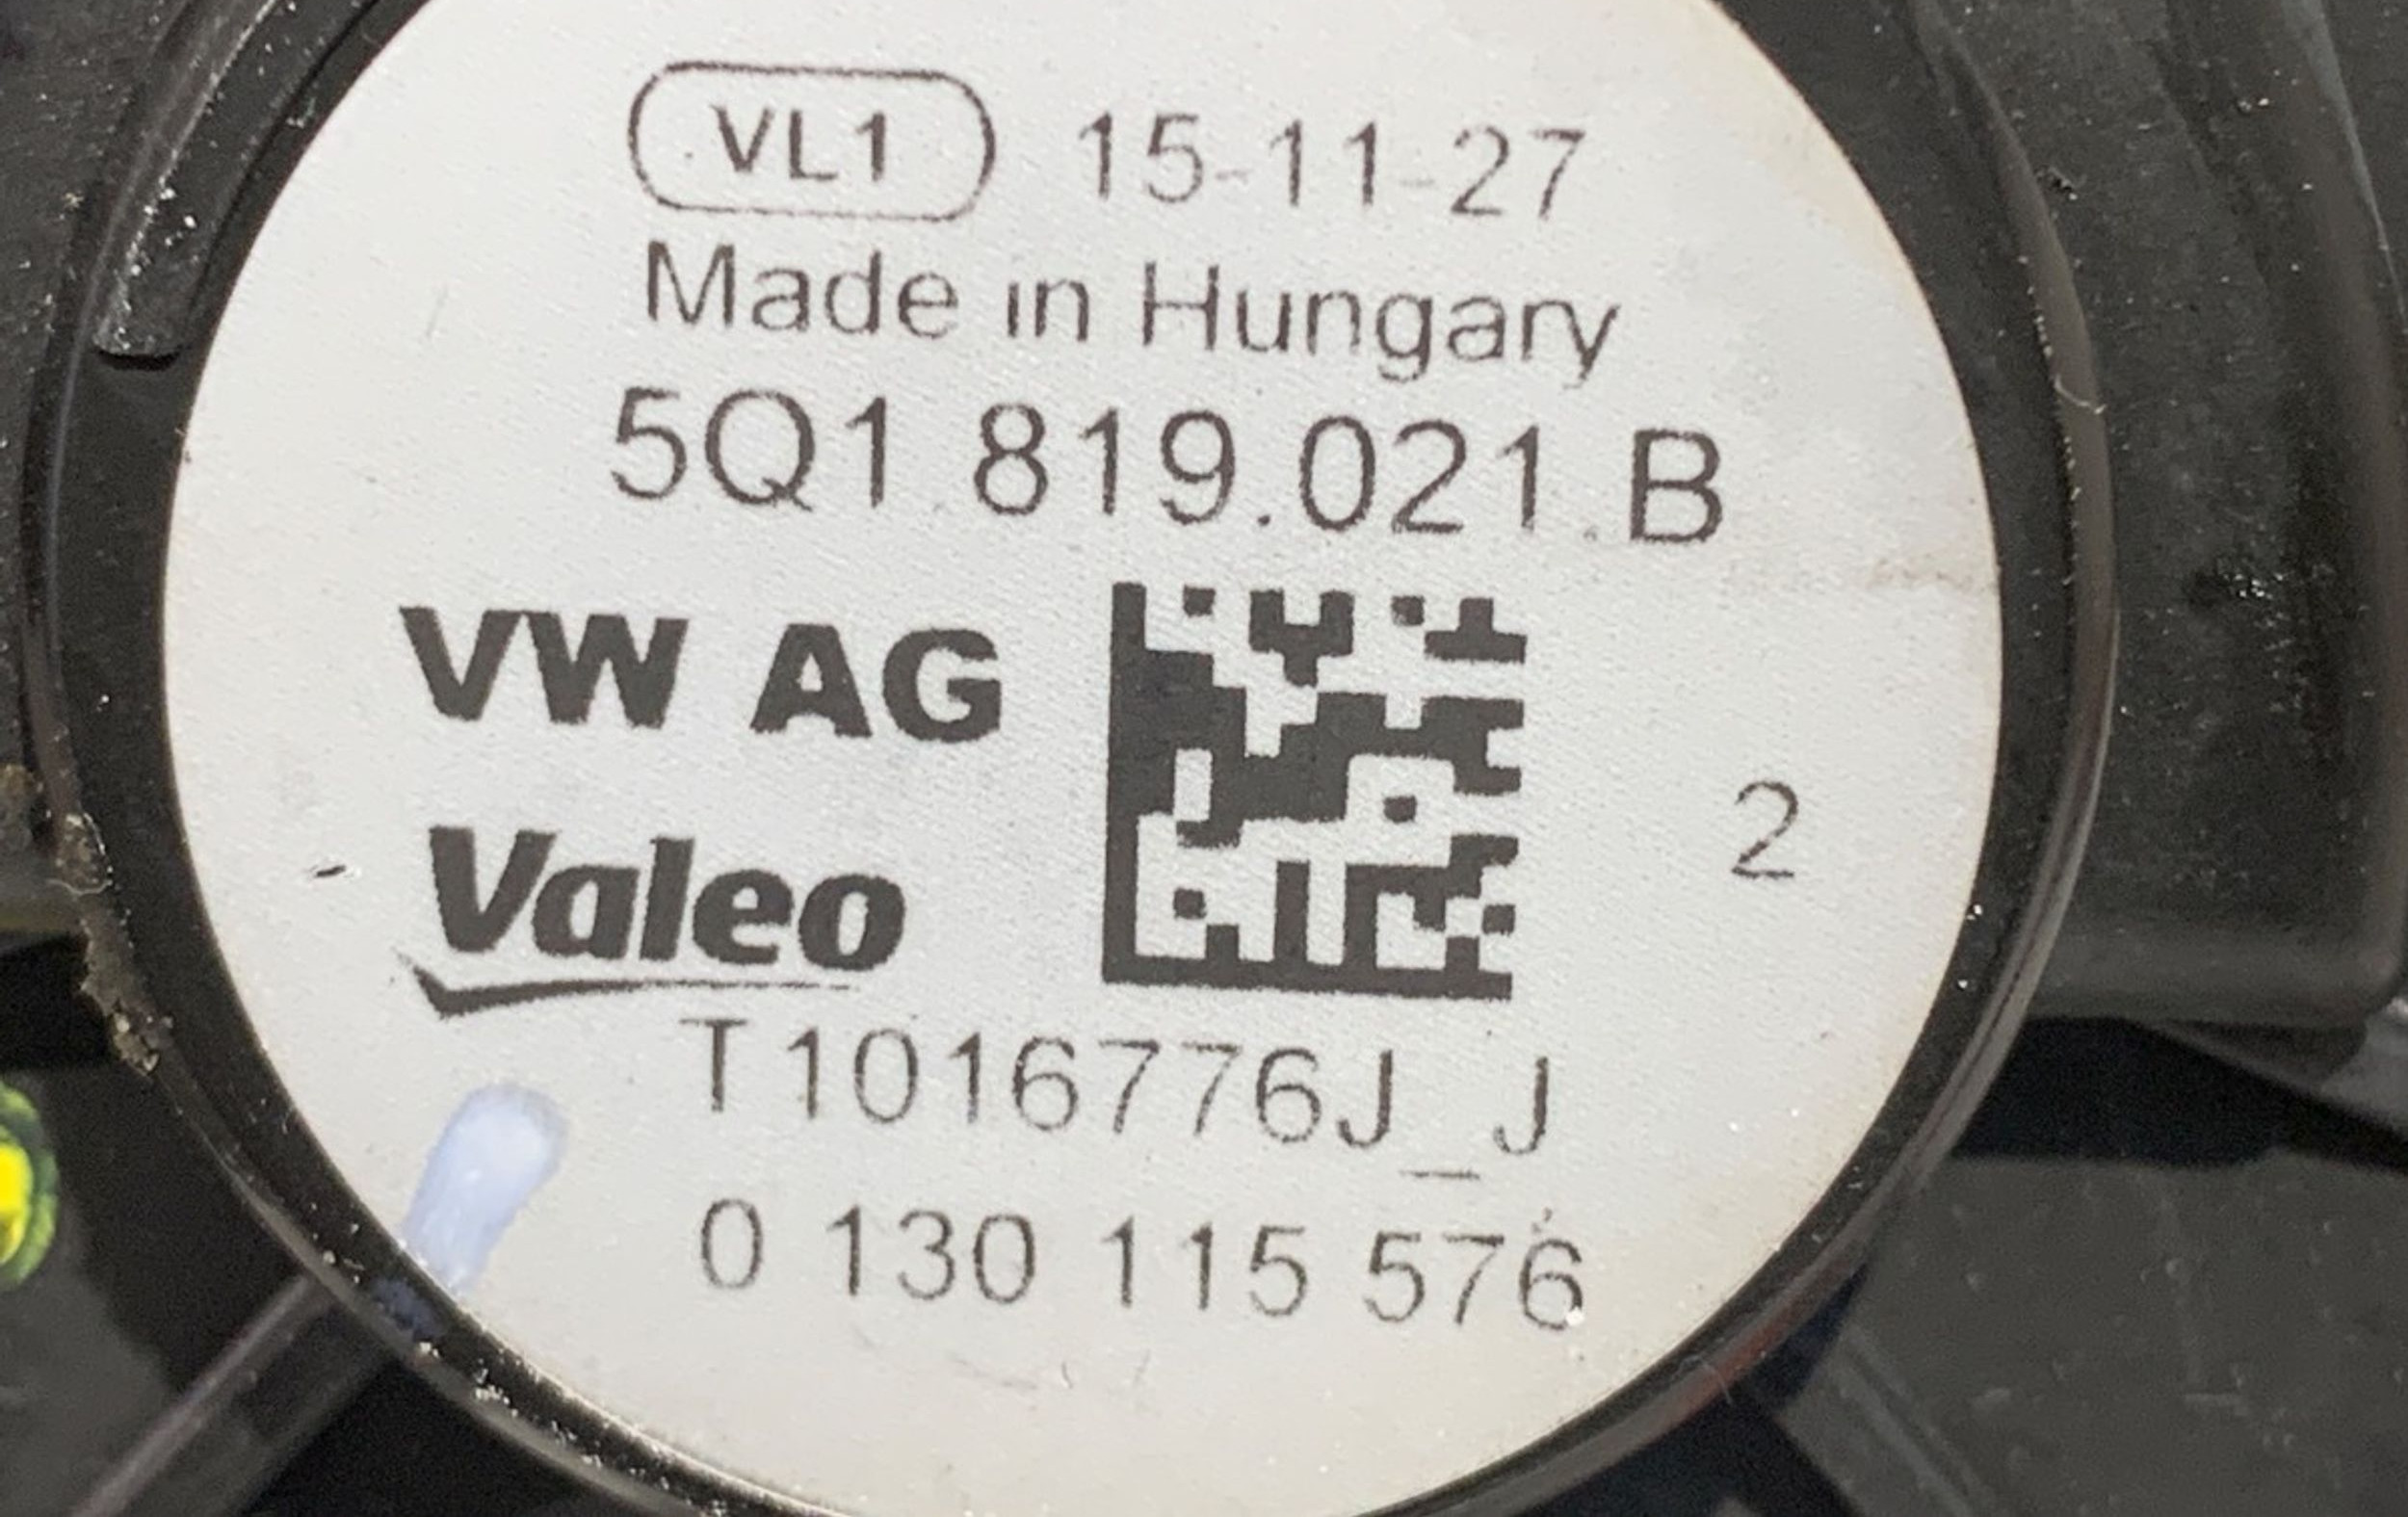 VL1 15-11-27
Made in Hungary
5Q1.819.021.B
VW AG
2
Valeo
T1016776J_J
0 130 115 576